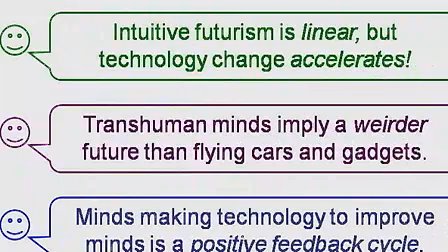 Intuitive futurism is linear, but
technology change accelerates!
Transhuman minds imply a weirder
future than flying cars and gadgets.
Minds making technology to improve
minds is a positive feedback cycle.